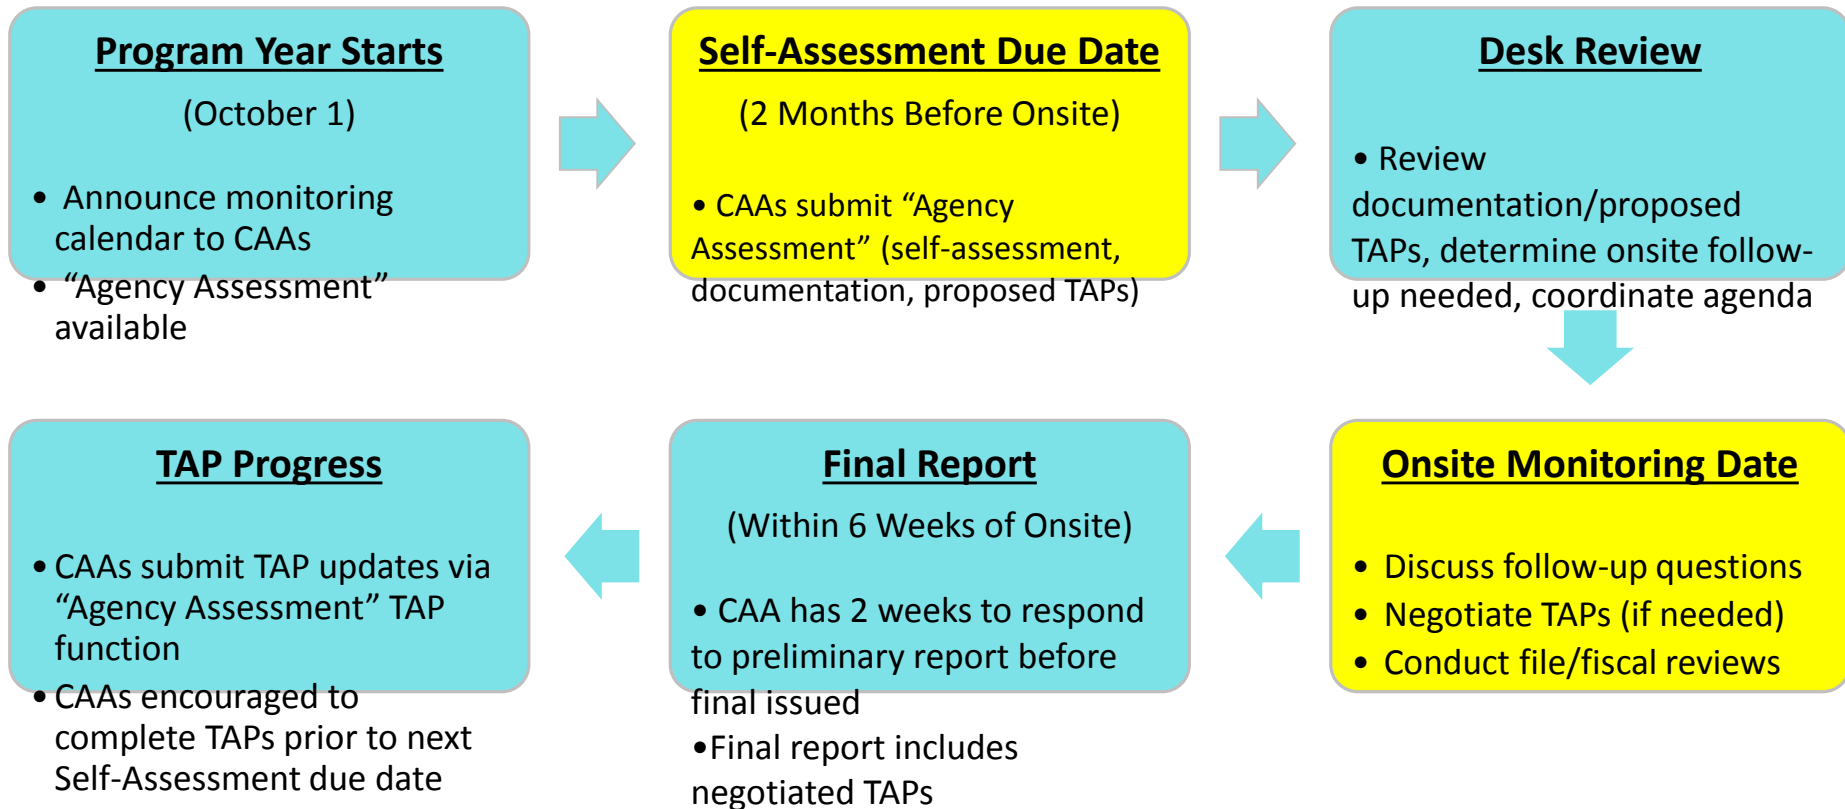 Program Year Starts
(October 1)
• Announce monitoring
calendar to CAAs
• “Agency Assessment”
available
Self-Assessment Due Date
(2 Months Before Onsite)
• CAAs submit “Agency
Assessment” (self-assessment,
documentation, proposed TAPs)
Desk Review
• Review
documentation/proposed
TAPs, determine onsite follow-
up needed, coordinate agenda
Onsite Monitoring Date
• Discuss follow-up questions
• Negotiate TAPs (if needed)
• Conduct file/fiscal reviews
Final Report
(Within 6 Weeks of Onsite)
• CAA has 2 weeks to respond
to preliminary report before
final issued
•Final report includes
negotiated TAPs
TAP Progress
• CAAs submit TAP updates via
“Agency Assessment” TAP
function
• CAAs encouraged to
complete TAPs prior to next
Self-Assessment due date